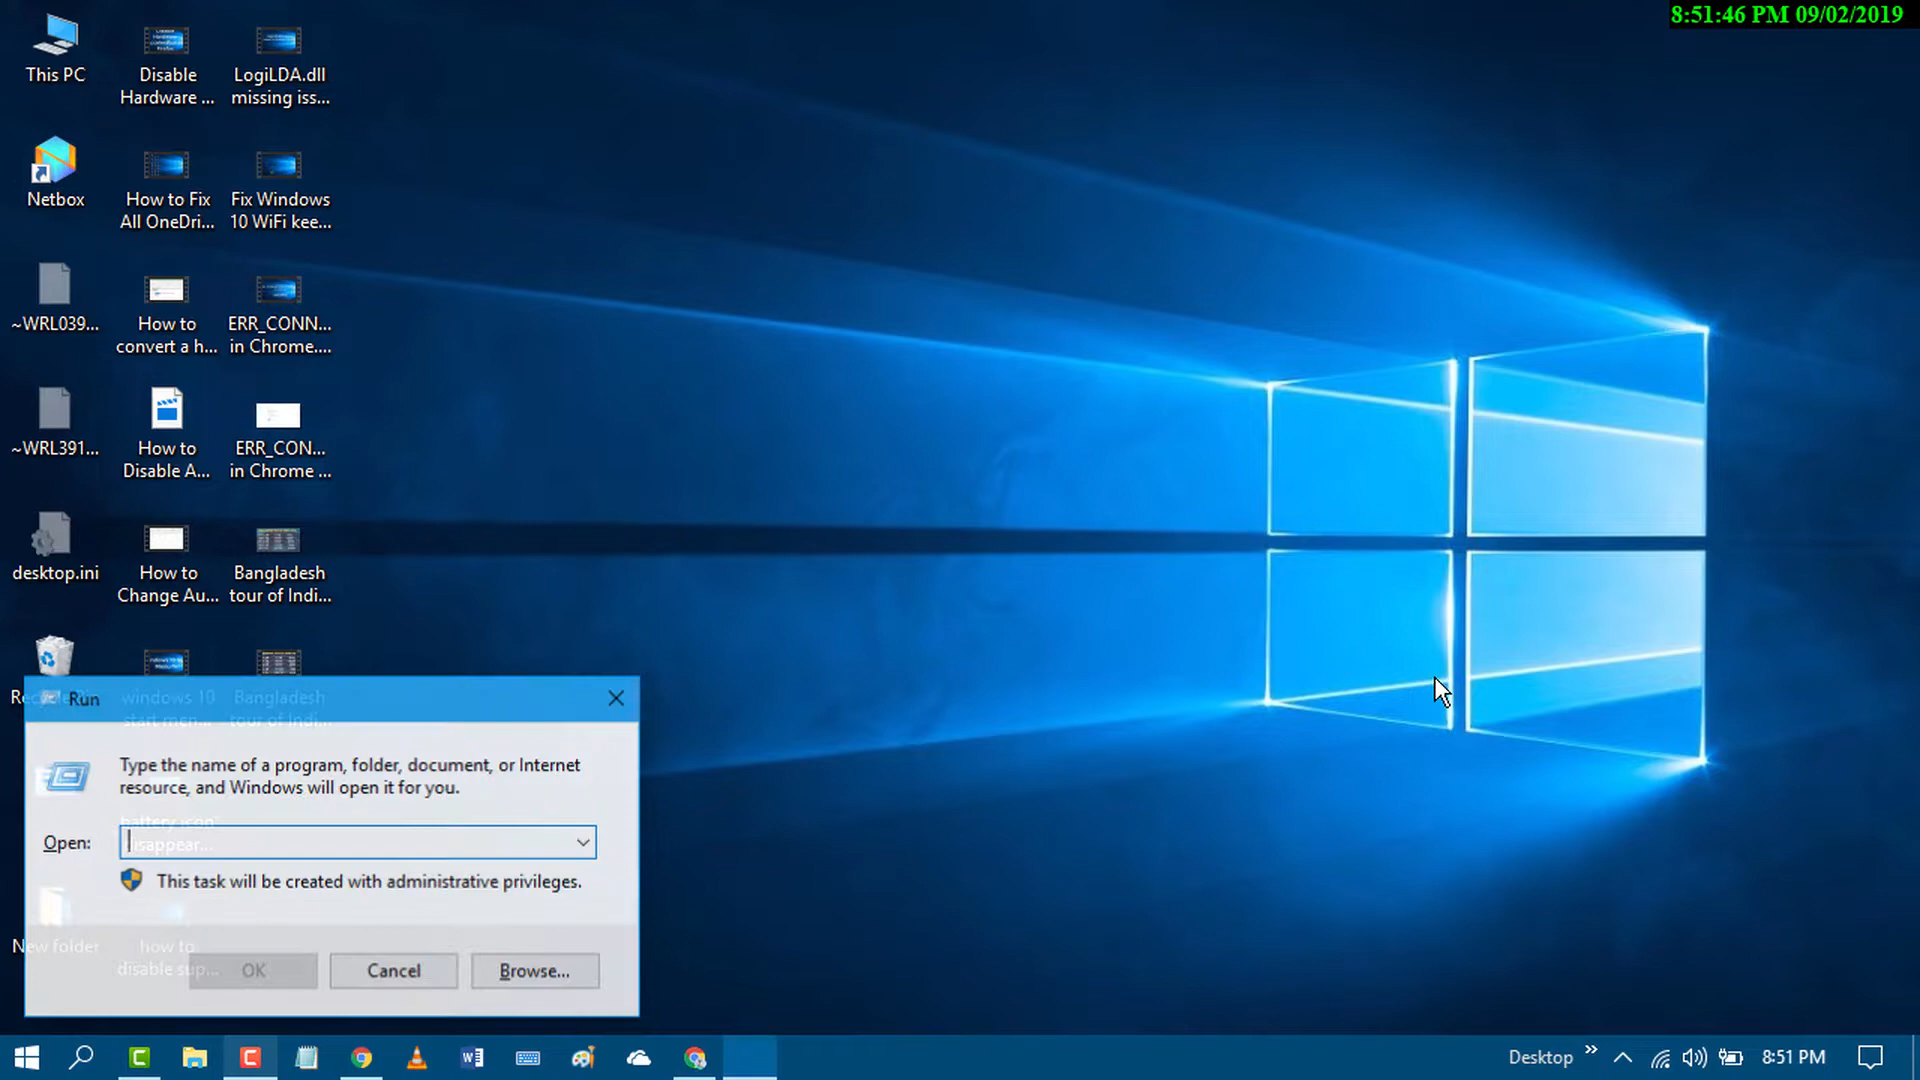 8:51:46 PM 09/02/2019
This PC
Disable
Hardware ...
LogiLDA.dll
missing iss...
Netbox
How to Fix
All OneDri...
Fix Windows
10 WiFi kee...
~WRL039...
How to
convert a h...
ERR_CONN...
in Chrome....
~WRL391...
How to
Disable A...
ERR_CON...
in Chrome ...
desktop.ini
How to
Change Au...
Bangladesh
tour of Indi...
windows 10
start men...
Bangladesh
tour of Indi...
Run
Type the name of a program, folder, document, or Internet
resource, and Windows will open it for you.
battery icon
disappear...
Open:
This task will be created with administrative privileges.
New folder
how to
disable sup...
OK
Cancel
Browse...
Desktop
8:51 PM